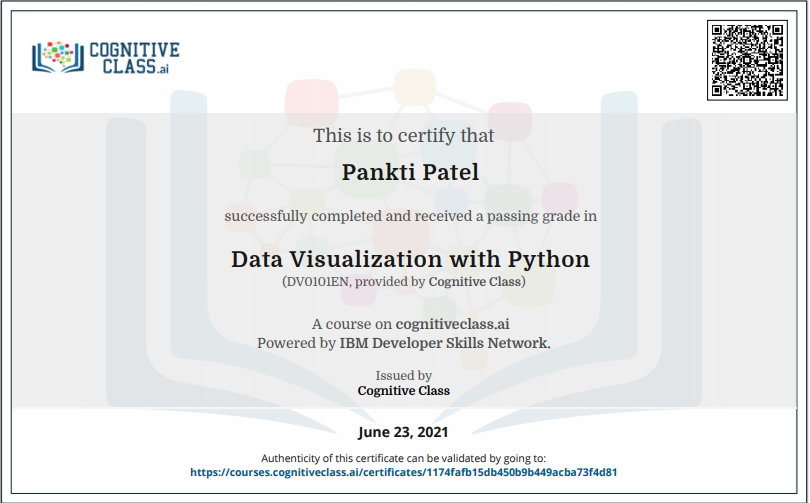 COGNITIVE
CLASS.ai
This is to certify that
Pankti Patel
successfully completed and received a passing grade in
Data Visualization with Python
(DV0101EN, provided by Cognitive Class)
A course on cognitiveclass.ai
Powered by IBM Developer Skills Network.
Issued by
Cognitive Class
June 23, 2021
Authenticity of this certificate can be validated by going to:
https://courses.cognitiveclass.ai/certificates/1174fafb15db450b9b449acba73f4d81